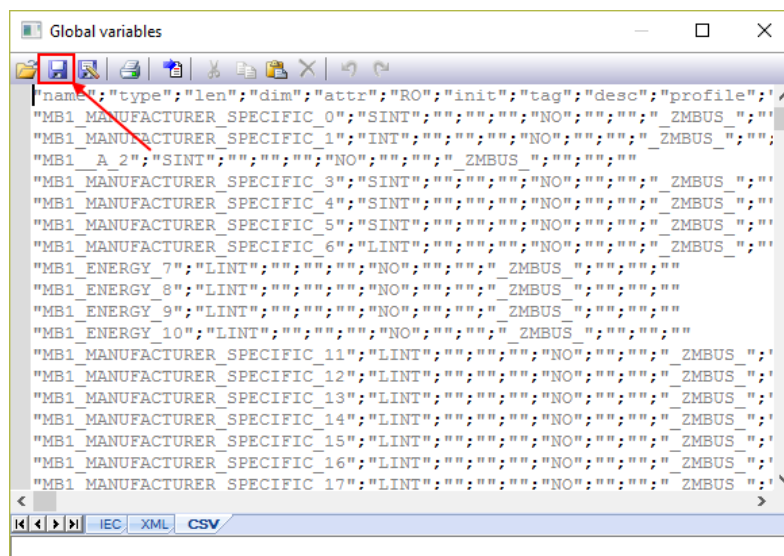 Global variables
"name";"type";"len";"dim";"attr";"RO";"init";"tag";"desc";"profile";'
"MB1_MANUFACTURER_SPECIFIC_0";"SINT";"";"";"";"NO";"";"";"_ZMBUS_";"'
"MB1_MANUFACTURER_SPECIFIC_1";"INT";"";"";"";"NO";"";"";"_ZMBUS_";"";
"MB1__A_2";"SINT";"";"";"";"NO";"";"";"_ZMBUS_";"";"";""
"MB1_MANUFACTURER_SPECIFIC_3";"SINT";"";"";"";"NO";"";"";"_ZMBUS_";"'
"MB1_MANUFACTURER_SPECIFIC_4";"SINT";"";"";"";"NO";"";"";"_ZMBUS_";"'
"MB1_MANUFACTURER_SPECIFIC_5";"SINT";"";"";"";"NO";"";"";"_ZMBUS_";"'
"MB1_MANUFACTURER_SPECIFIC_6";"LINT";"";"";"";"NO";"";"";"_ZMBUS_";"'
"MB1_ENERGY_7";"LINT";"";"";"";"NO";"";"";"_ZMBUS_";"";"";""
"MB1_ENERGY_8";"LINT";"";"";"";"NO";"";"";"_ZMBUS_";"";"";""
"MB1_ENERGY_9";"LINT";"";"";"";"NO";"";"";"_ZMBUS_";"";"";""
"MB1_ENERGY_10";"LINT";"";"";"";"NO";"";"";"_ZMBUS_";"";"";""
"MB1_MANUFACTURER_SPECIFIC_11";"LINT";"";"";"";"NO";"";"";"_ZMBUS_";'
"MB1_MANUFACTURER_SPECIFIC_12";"LINT";"";"";"";"NO";"";"";"_ZMBUS_";'
"MB1_MANUFACTURER_SPECIFIC_13";"LINT";"";"";"";"NO";"";"";"_ZMBUS_";'
"MB1_MANUFACTURER_SPECIFIC_14";"LINT";"";"";"";"NO";"";"";"_ZMBUS_";'
"MB1_MANUFACTURER_SPECIFIC_15";"LINT";"";"";"";"NO";"";"";"_ZMBUS_";'
"MB1_MANUFACTURER_SPECIFIC_16";"LINT";"";"";"";"NO";"";"";"_ZMBUS_";'
"MB1_MANUFACTURER_SPECIFIC_17";"LINT";"";"";"";"NO";"";"";"_ZMBUS_";'
IEC XML CSV